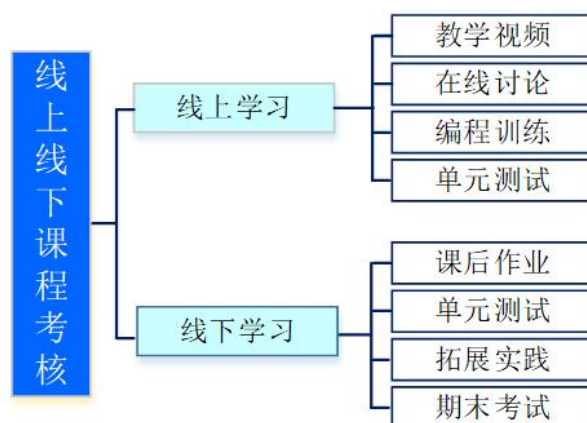 线上线下课程考核
线上学习
教学视频
在线讨论
编程训练
单元测试
线下学习
课后作业
单元测试
拓展实践
期末考试